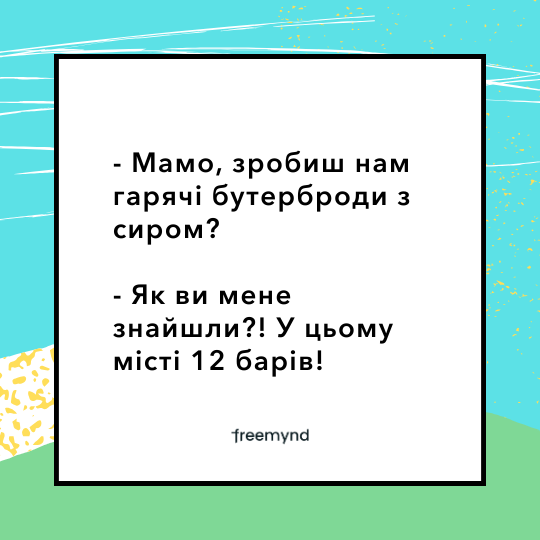 - Мамо, зробиш нам
гарячі бутерброди з
сиром?
- Як ви мене
знайшли?! У цьому
місті 12 барів!
freemynd